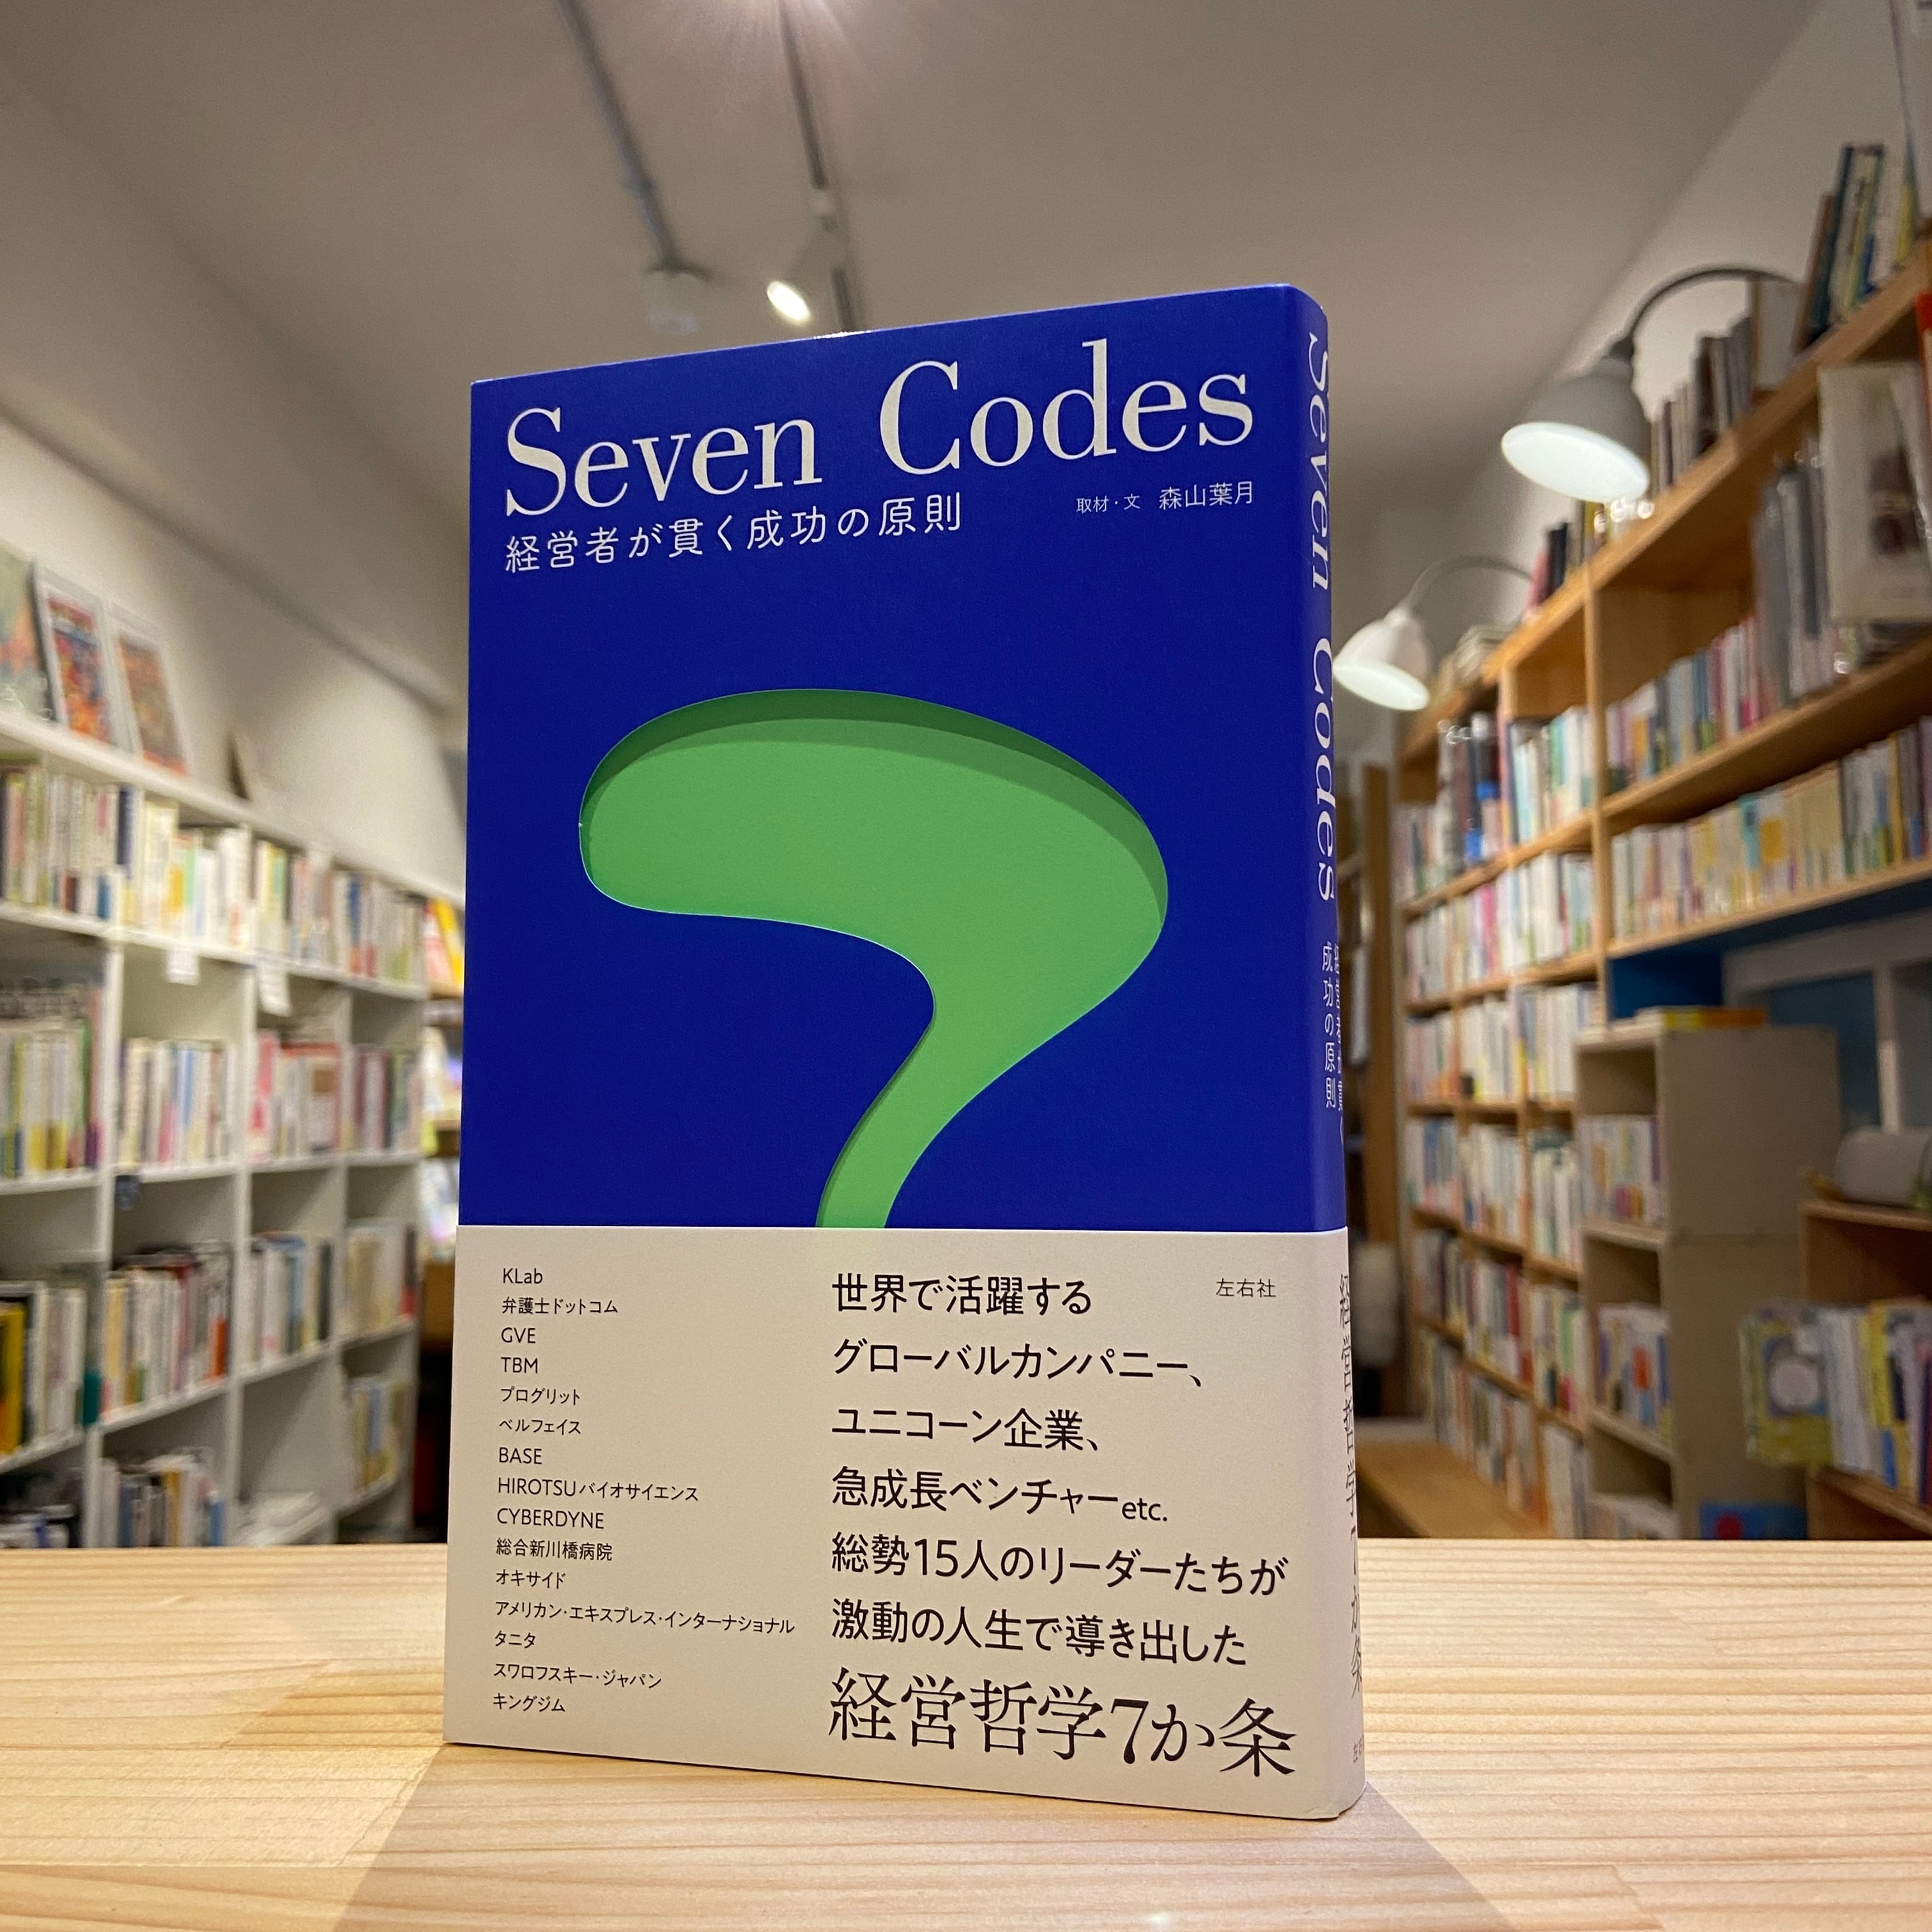 Seven Codes
経営者が貫く成功の原則
取材・文 森山葉月
KLab
弁護士ドットコム
GVE
TBM
プログリット
ベルフェイス
BASE
HIROTSUバイオサイエンス
CYBERDYNE
総合新川橋病院
オキサイド
アメリカン・エキスプレス・インターナショナル
タニタ
スワロフスキー・ジャパン
キングジム
世界で活躍する
グローバルカンパニー、
ユニコーン企業、
急成長ベンチャーetc.
総勢15人のリーダーたちが
激動の人生で導き出した
経営哲学7か条
左右社
Seven Codes
成功の原則
経営哲学7か条